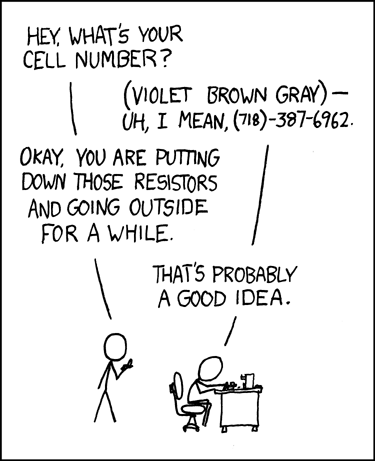 HEY, WHAT'S YOUR
CELL NUMBER?
(VIOLET BROWN GRAY)—
UH, I MEAN, (718)-387-6962.
OKAY, YOU ARE PUTTING
DOWN THOSE RESISTORS
AND GOING OUTSIDE
FOR A WHILE.
THAT'S PROBABLY
A GOOD IDEA.